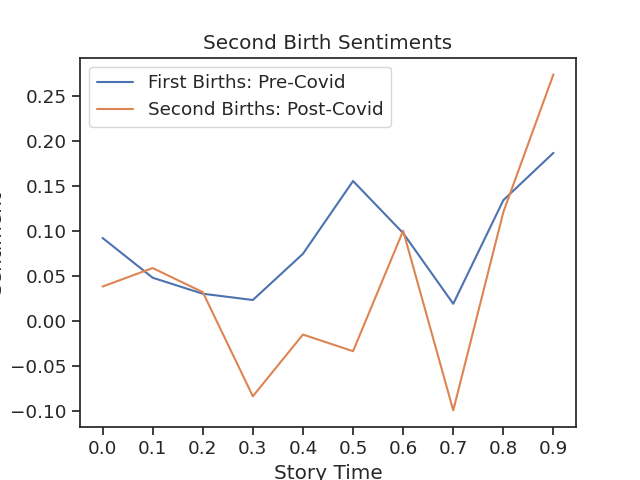 Second Birth Sentiments
First Births: Pre-Covid
Second Births: Post-Covid
0.25
0.20
0.15
0.10
0.05
0.00
−0.05
−0.10
0.0 0.1 0.2 0.3 0.4 0.5 0.6 0.7 0.8 0.9
Story Time